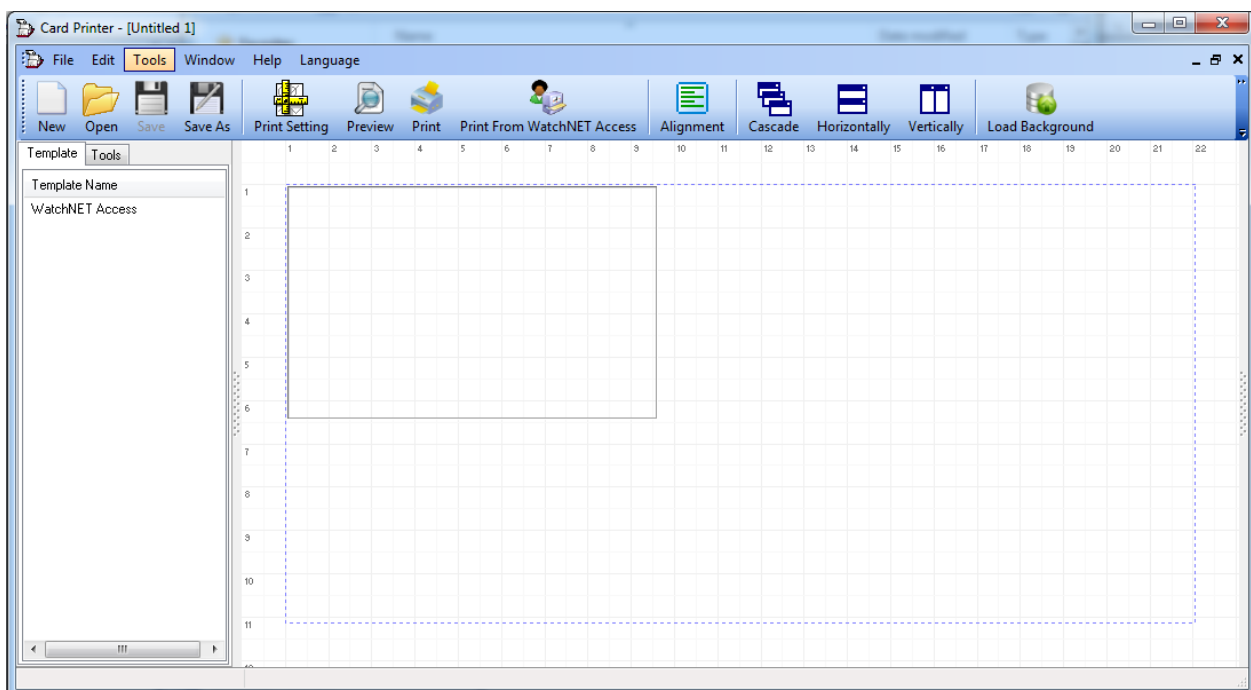 Card Printer - [Untitled 1]
File Edit Tools Window Help Language
New Open Save Save As Print Setting Preview Print Print From WatchNET Access Alignment Cascade Horizontally Vertically Load Background
Template Tools
1 2 3 4 5 6 7 8 9 10 11 12 13 14 15 16 17 18 19 20 21 22
Template Name
WatchNET Access
1
2
3
4
5
6
7
8
9
10
11